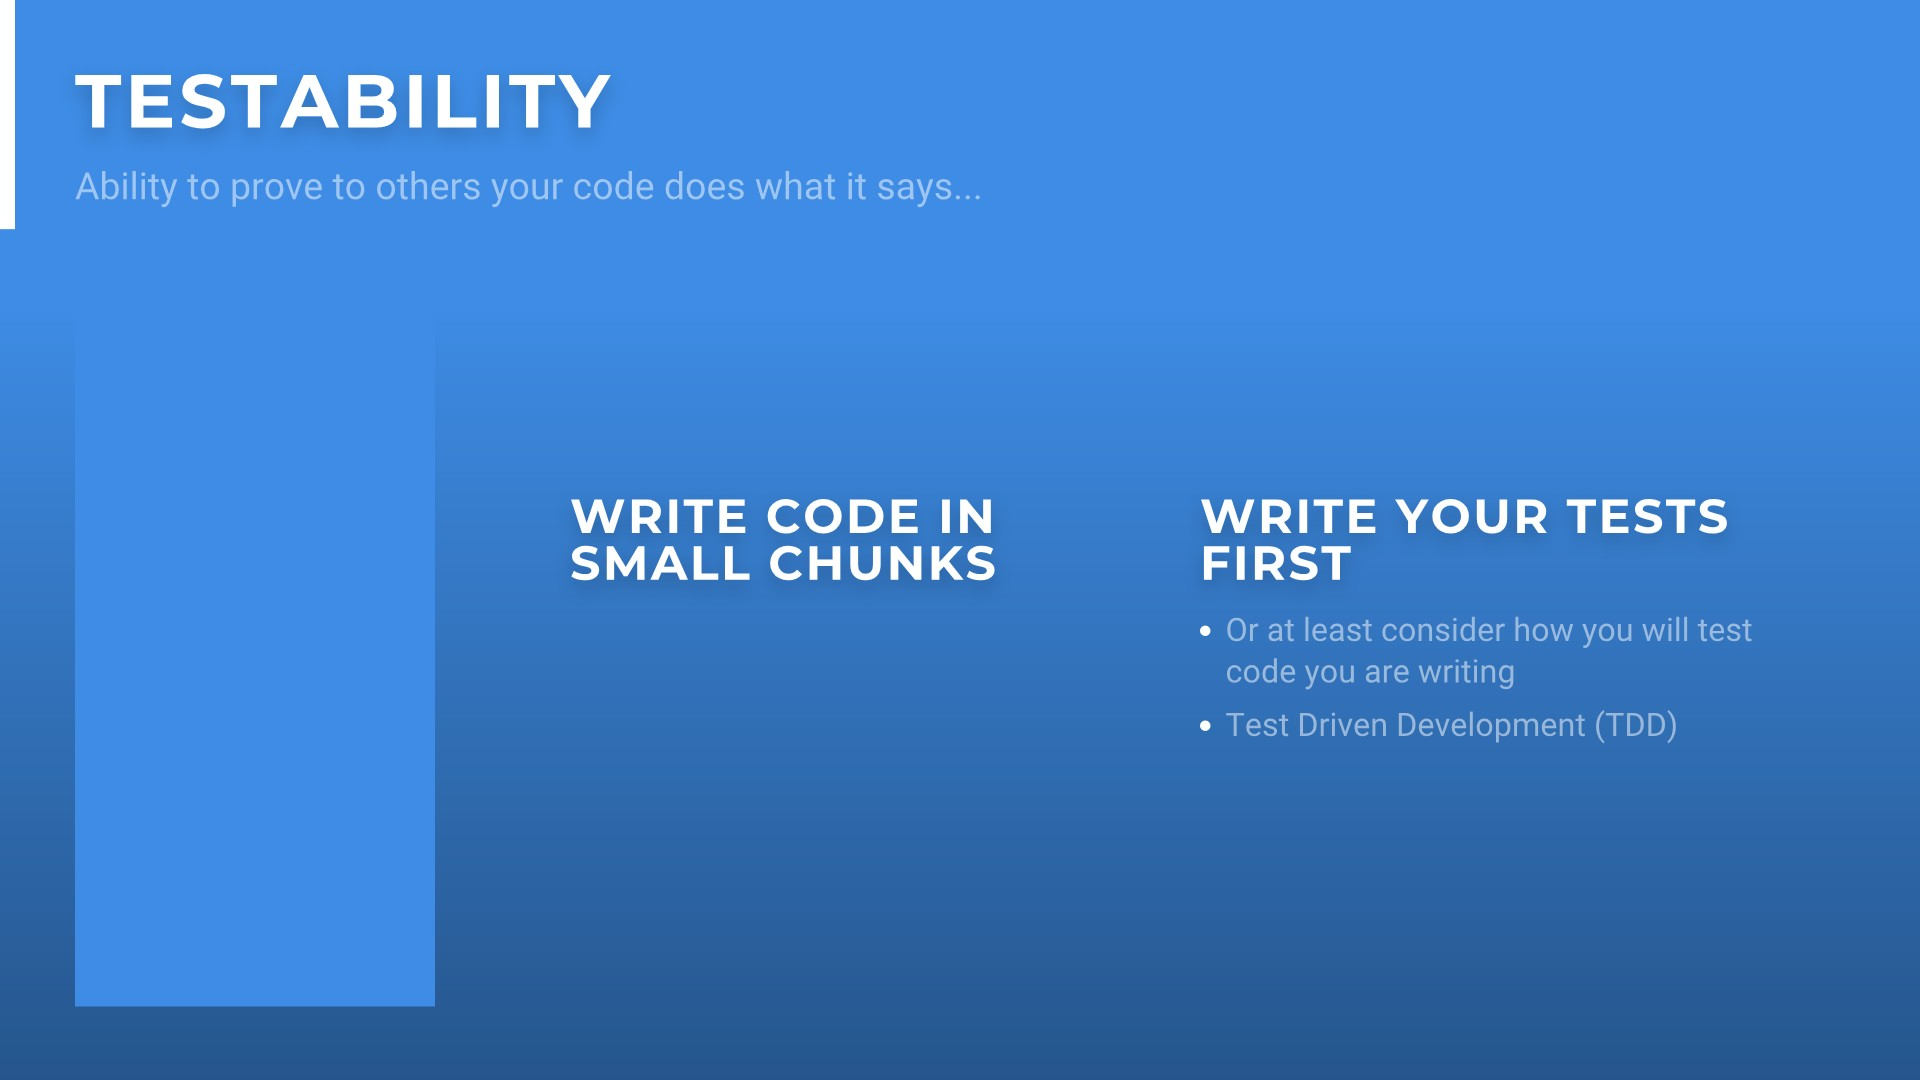 TESTABILITY
Ability to prove to others your code does what it says...
WRITE CODE IN
SMALL CHUNKS
WRITE YOUR TESTS
FIRST
• Or at least consider how you will test
code you are writing
• Test Driven Development (TDD)